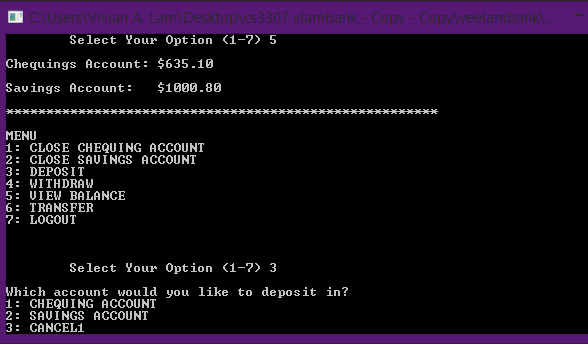 C:\Users\Vivian A. Lam\Desktop\cs3307 vlambank - Copy - Copy\veelambank\...
Select Your Option (1-7) 5
Chequings Account: $635.10
Savings Account: $1000.80
******************************************************
MENU
1: CLOSE CHEQUING ACCOUNT
2: CLOSE SAVINGS ACCOUNT
3: DEPOSIT
4: WITHDRAW
5: VIEW BALANCE
6: TRANSFER
7: LOGOUT
Select Your Option (1-7) 3
Which account would you like to deposit in?
1: CHEQUING ACCOUNT
2: SAVINGS ACCOUNT
3: CANCEL1